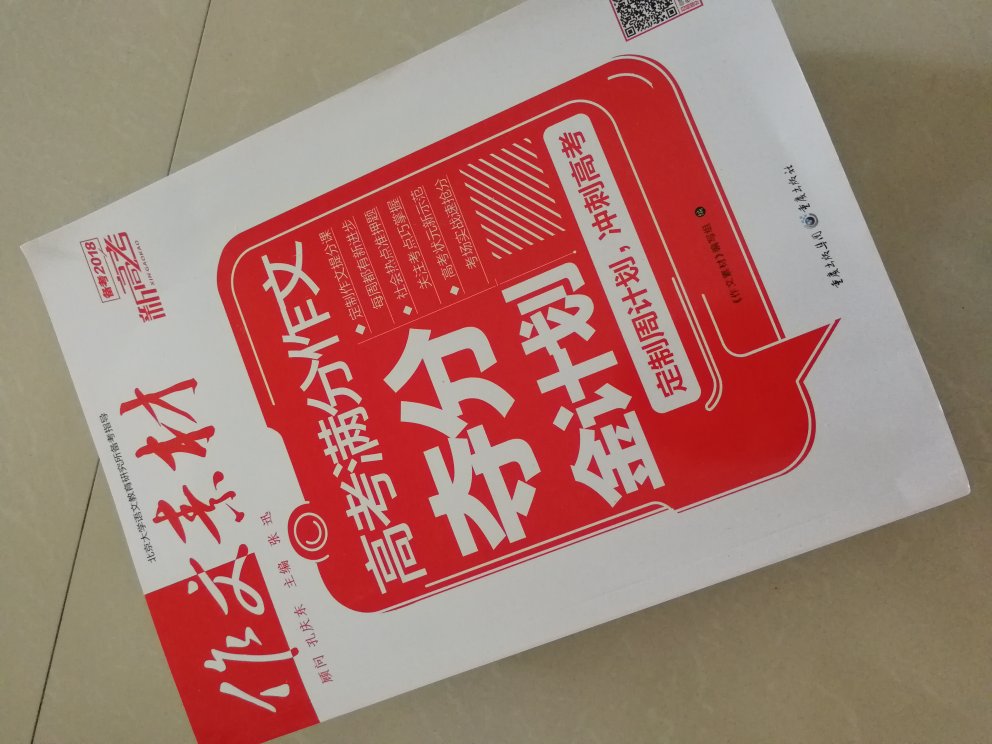 北京大学语文教育研究所备考指导
作文素材
备考2018
新高考
XINGAOKAO
顾问 孔庆东 主编 张迅
高考满分作文
夺分
金计划
◆ 定制作文提分课
每周都有新进步
◆ 社会热点准押题
关注考点巧掌握
◆ 高考状元新示范
考场实战速抢分
定制周计划，冲刺高考
《作文素材》编写组 编
重庆出版集团 重庆出版社